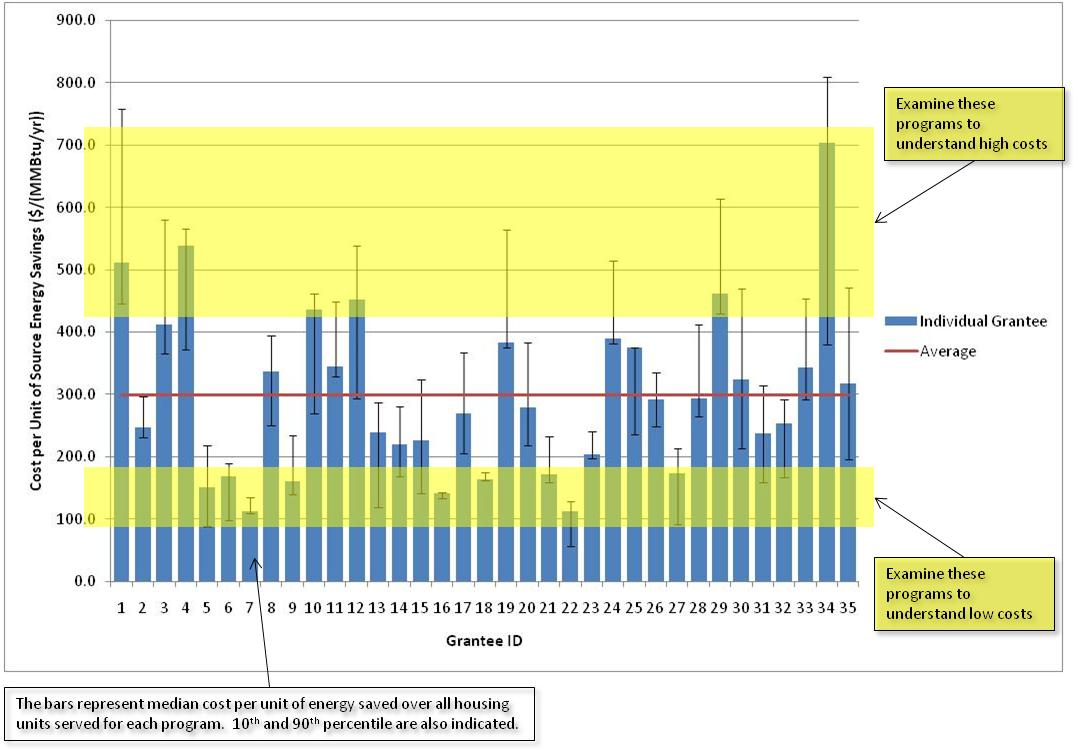 900.0
800.0
700.0
600.0
500.0
400.0
300.0
200.0
100.0
0.0
Cost per Unit of Source Energy Savings ($/(MMBtu/yr))
1 2 3 4 5 6 7 8 9 10 11 12 13 14 15 16 17 18 19 20 21 22 23 24 25 26 27 28 29 30 31 32 33 34 35
Grantee ID
Examine these
programs to
understand high costs
Individual Grantee
Average
Examine these
programs to
understand low costs
The bars represent median cost per unit of energy saved over all housing
units served for each program. 10th and 90th percentile are also indicated.